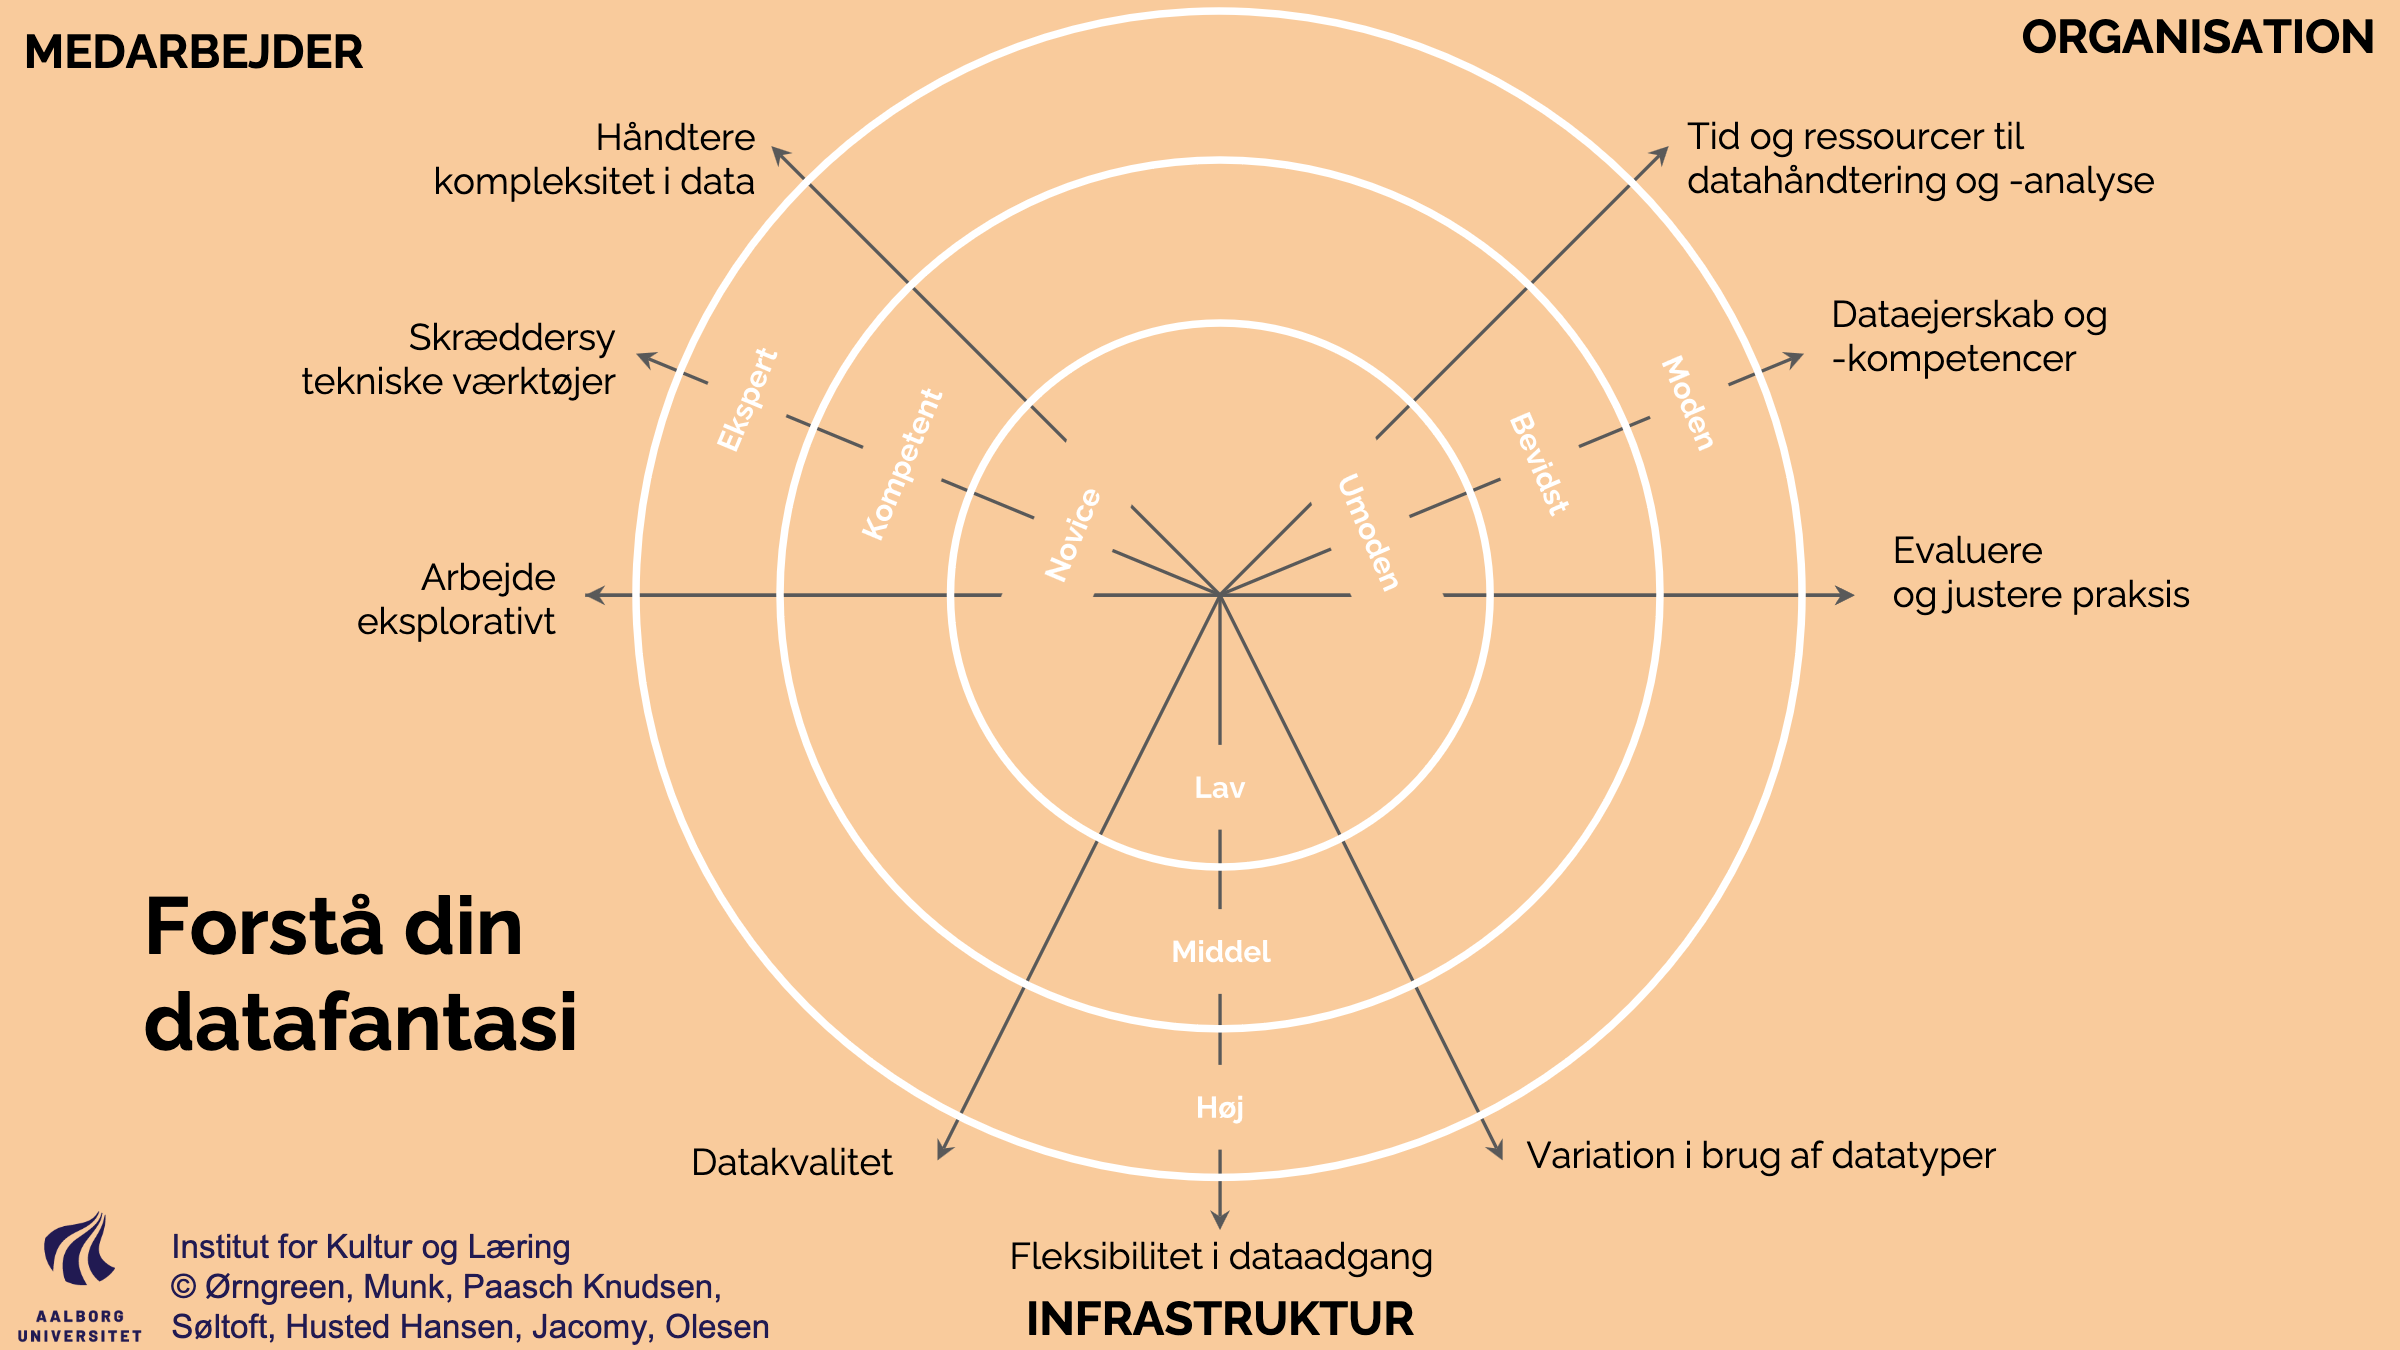 MEDARBEJDER
ORGANISATION
Håndtere
kompleksitet i data
Tid og ressourcer til
datahåndtering og -analyse
Skræddersy
tekniske værktøjer
Dataejerskab og
-kompetencer
Arbejde
eksplorativt
Evaluere
og justere praksis
Ekspert
Kompetent
Novice
Umoden
Bevidst
Moden
Lav
Middel
Høj
Forstå din
datafantasi
Datakvalitet
Variation i brug af datatyper
Fleksibilitet i dataadgang
INFRASTRUKTUR
AALBORG
UNIVERSITET
Institut for Kultur og Læring
© Ørngreen, Munk, Paasch Knudsen,
Søltoft, Husted Hansen, Jacomy, Olesen